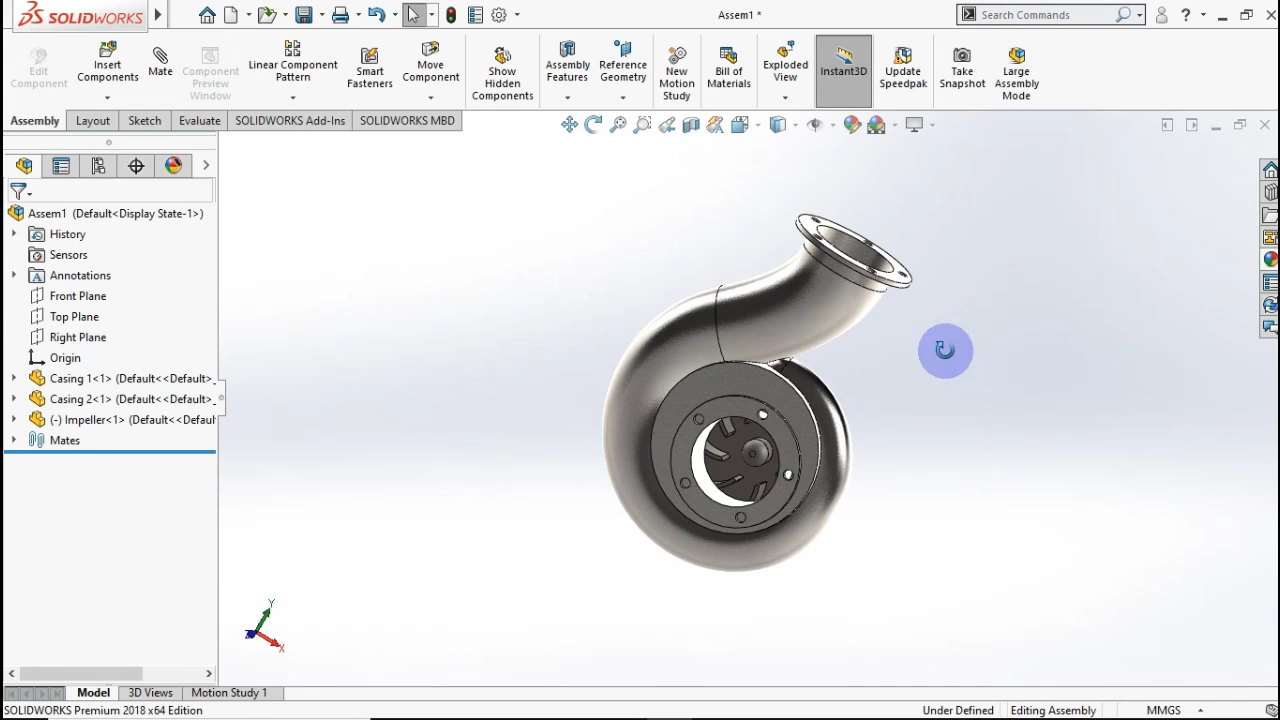 SOLIDWORKS
Assem1 *
Search Commands
Edit Component
Insert Components
Mate
Component Preview Window
Linear Component Pattern
Smart Fasteners
Move Component
Show Hidden Components
Assembly Features
Reference Geometry
New Motion Study
Bill of Materials
Exploded View
Instant3D
Update Speedpak
Take Snapshot
Large Assembly Mode
Assembly
Layout
Sketch
Evaluate
SOLIDWORKS Add-Ins
SOLIDWORKS MBD
Assem1 (Default<Display State-1>)
History
Sensors
Annotations
Front Plane
Top Plane
Right Plane
Origin
Casing 1<1> (Default<<Default>_
Casing 2<1> (Default<<Default>_
(-) Impeller<1> (Default<<Defaul
Mates
Y
X
Z
Model
3D Views
Motion Study 1
SOLIDWORKS Premium 2018 x64 Edition
Under Defined
Editing Assembly
MMGS